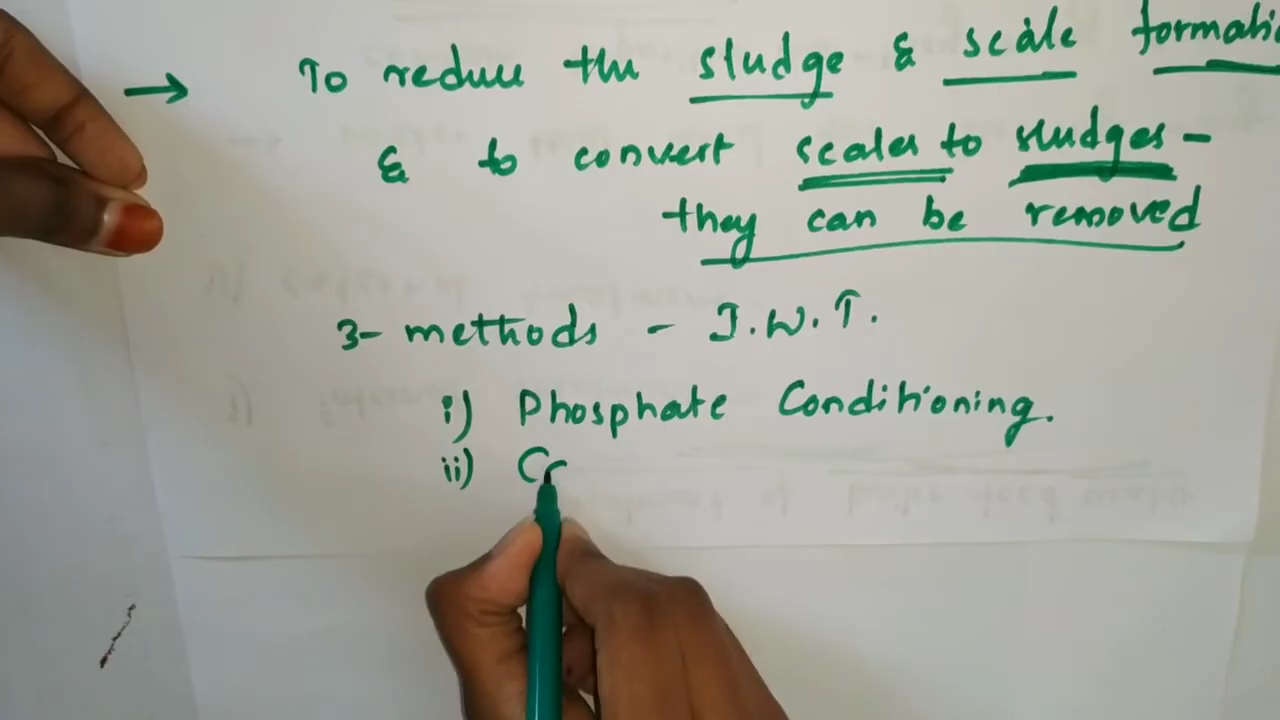 → To reduce the sludge & scale formati
& to convert scales to sludges -
they can be removed
3- methods - I.W.T.
i) Phosphate Conditioning.
ii) C